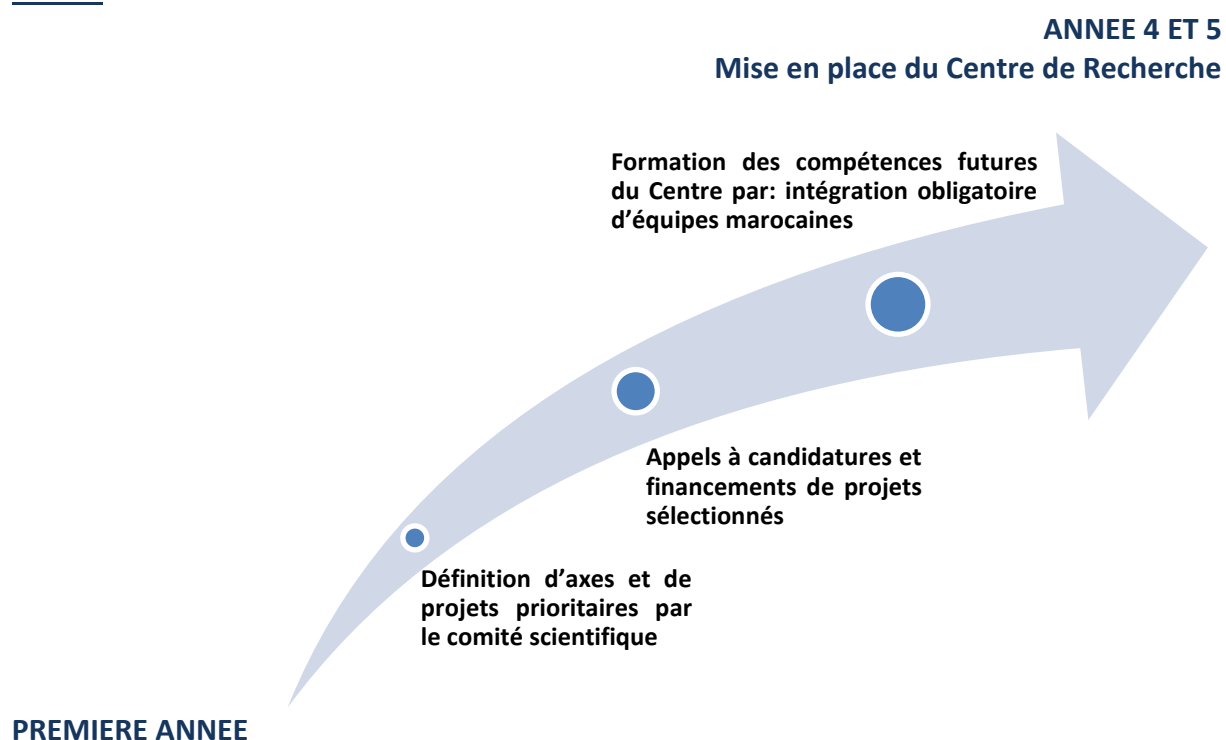 ANNEE 4 ET 5
Mise en place du Centre de Recherche
Formation des compétences futures
du Centre par: intégration obligatoire
d’équipes marocaines
Appels à candidatures et
financements de projets
sélectionnés
Définition d’axes et de
projets prioritaires par
le comité scientifique
PREMIERE ANNEE